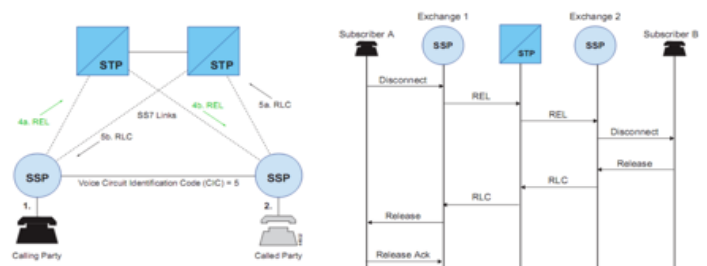 STP
STP
4a. REL
4b. REL
5a. RLC
SS7 Links
5b. RLC
SSP
SSP
Voice Circuit Identification Code (CIC) = 5
1.
2.
Calling Party
Called Party
Exchange 1
Exchange 2
Subscriber A
Subscriber B
SSP
STP
SSP
Disconnect
REL
REL
Disconnect
Release
RLC
RLC
Release
Release Ack